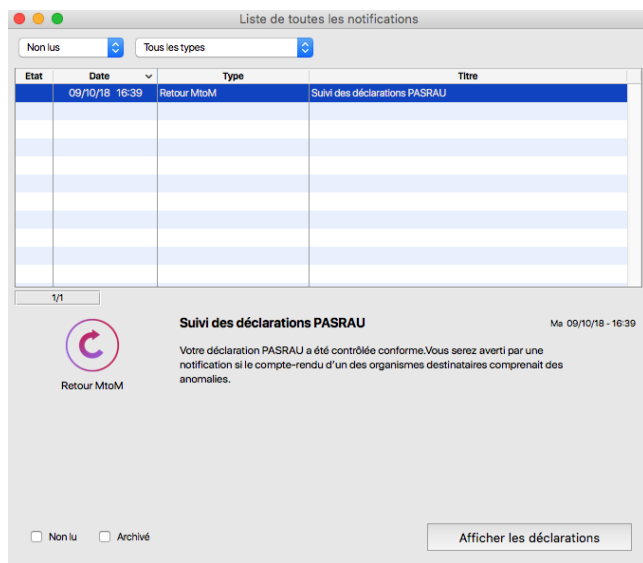 Liste de toutes les notifications
Non lus Tous les types
Etat Date Type Titre
09/10/18 16:39 Retour MtoM Suivi des déclarations PASRAU
1/1
Suivi des déclarations PASRAU Ma 09/10/18 - 16:39
Votre déclaration PASRAU a été contrôlée conforme.Vous serez averti par une
notification si le compte-rendu d'un des organismes destinataires comprenait des
anomalies.
Retour MtoM
Non lu Archivé Afficher les déclarations